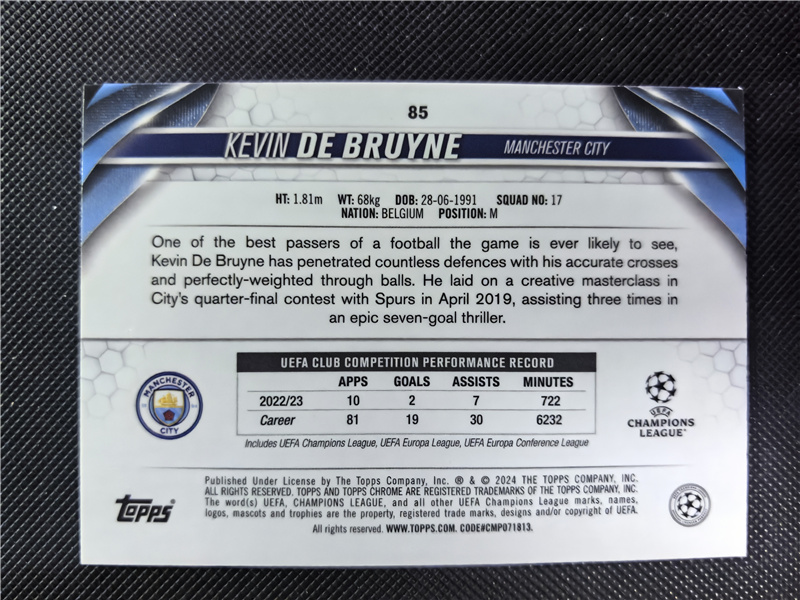 85
KEVIN DE BRUYNE MANCHESTER CITY
HT: 1.81m WT: 68kg DOB: 28-06-1991 SQUAD NO: 17
NATION: BELGIUM POSITION: M
One of the best passers of a football the game is ever likely to see,
Kevin De Bruyne has penetrated countless defences with his accurate crosses
and perfectly-weighted through balls. He laid on a creative masterclass in
City's quarter-final contest with Spurs in April 2019, assisting three times in
an epic seven-goal thriller.
UEFA CLUB COMPETITION PERFORMANCE RECORD
APPS GOALS ASSISTS MINUTES
2022/23 10 2 7 722
Career 81 19 30 6232
Includes UEFA Champions League, UEFA Europa League, UEFA Europa Conference League
MANCHESTER
CITY
UEFA
CHAMPIONS
LEAGUE
Published Under License by The Topps Company, Inc. ® & © 2024 THE TOPPS COMPANY, INC.
ALL RIGHTS RESERVED. TOPPS AND TOPPS CHROME ARE REGISTERED TRADEMARKS OF THE TOPPS COMPANY, INC.
The word(s) UEFA, CHAMPIONS LEAGUE, and all other UEFA Champions League marks, names,
logos, mascots and trophies are the property, registered trade marks, designs and/or copyright of UEFA.
All rights reserved. WWW.TOPPS.COM. CODE#CMP071813.
TOPPS®